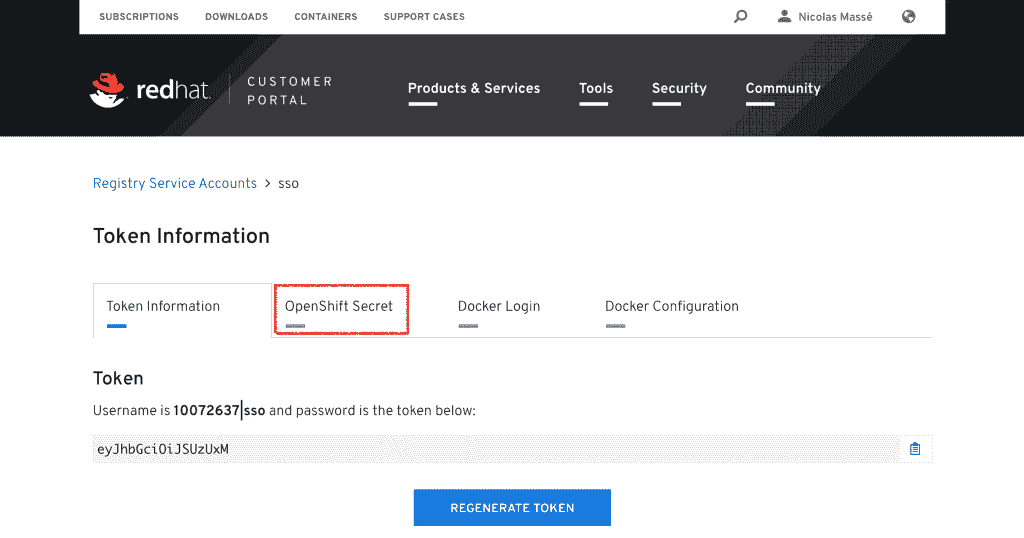 SUBSCRIPTIONS DOWNLOADS CONTAINERS SUPPORT CASES Nicolas Massé
redhat. CUSTOMER PORTAL
Products & Services Tools Security Community
Registry Service Accounts > sso
Token Information
Token Information OpenShift Secret Docker Login Docker Configuration
Token
Username is 10072637|sso and password is the token below:
eyJhbGciOiJSUzUxM
REGENERATE TOKEN